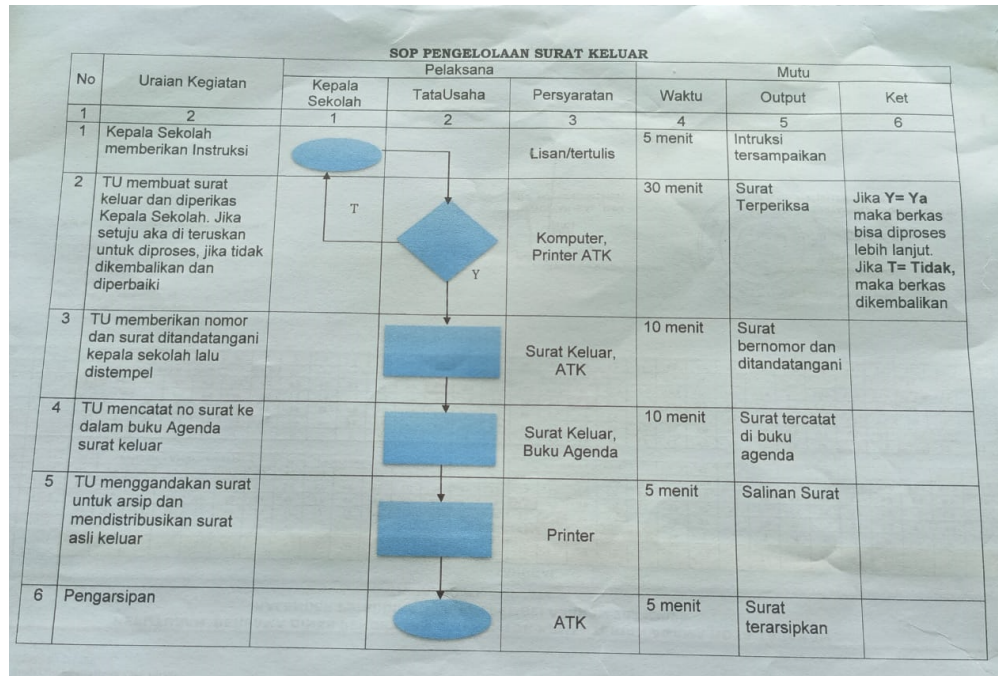 SOP PENGELOLAAN SURAT KELUAR
No
Uraian Kegiatan
Pelaksana
Mutu
Kepala
Sekolah
TataUsaha
Persyaratan
Waktu
Output
Ket
1
2
1
2
3
4
5
6
1
Kepala Sekolah
memberikan Instruksi
Lisan/tertulis
5 menit
Intruksi
tersampaikan
2
TU membuat surat
keluar dan diperikas
Kepala Sekolah. Jika
setuju aka di teruskan
untuk diproses, jika tidak
dikembalikan dan
diperbaiki
T
Y
Komputer,
Printer ATK
30 menit
Surat
Terperiksa
Jika Y= Ya
maka berkas
bisa diproses
lebih lanjut.
Jika T= Tidak,
maka berkas
dikembalikan
3
TU memberikan nomor
dan surat ditandatangani
kepala sekolah lalu
distempel
Surat Keluar,
ATK
10 menit
Surat
bernomor dan
ditandatangani
4
TU mencatat no surat ke
dalam buku Agenda
surat keluar
Surat Keluar,
Buku Agenda
10 menit
Surat tercatat
di buku
agenda
5
TU menggandakan surat
untuk arsip dan
mendistribusikan surat
asli keluar
Printer
5 menit
Salinan Surat
6
Pengarsipan
ATK
5 menit
Surat
terarsipkan